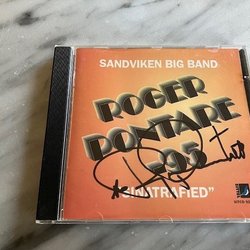 SANDVIKEN BIG BAND
ROGER
PONTARE
-95
"SINATRAFIED"